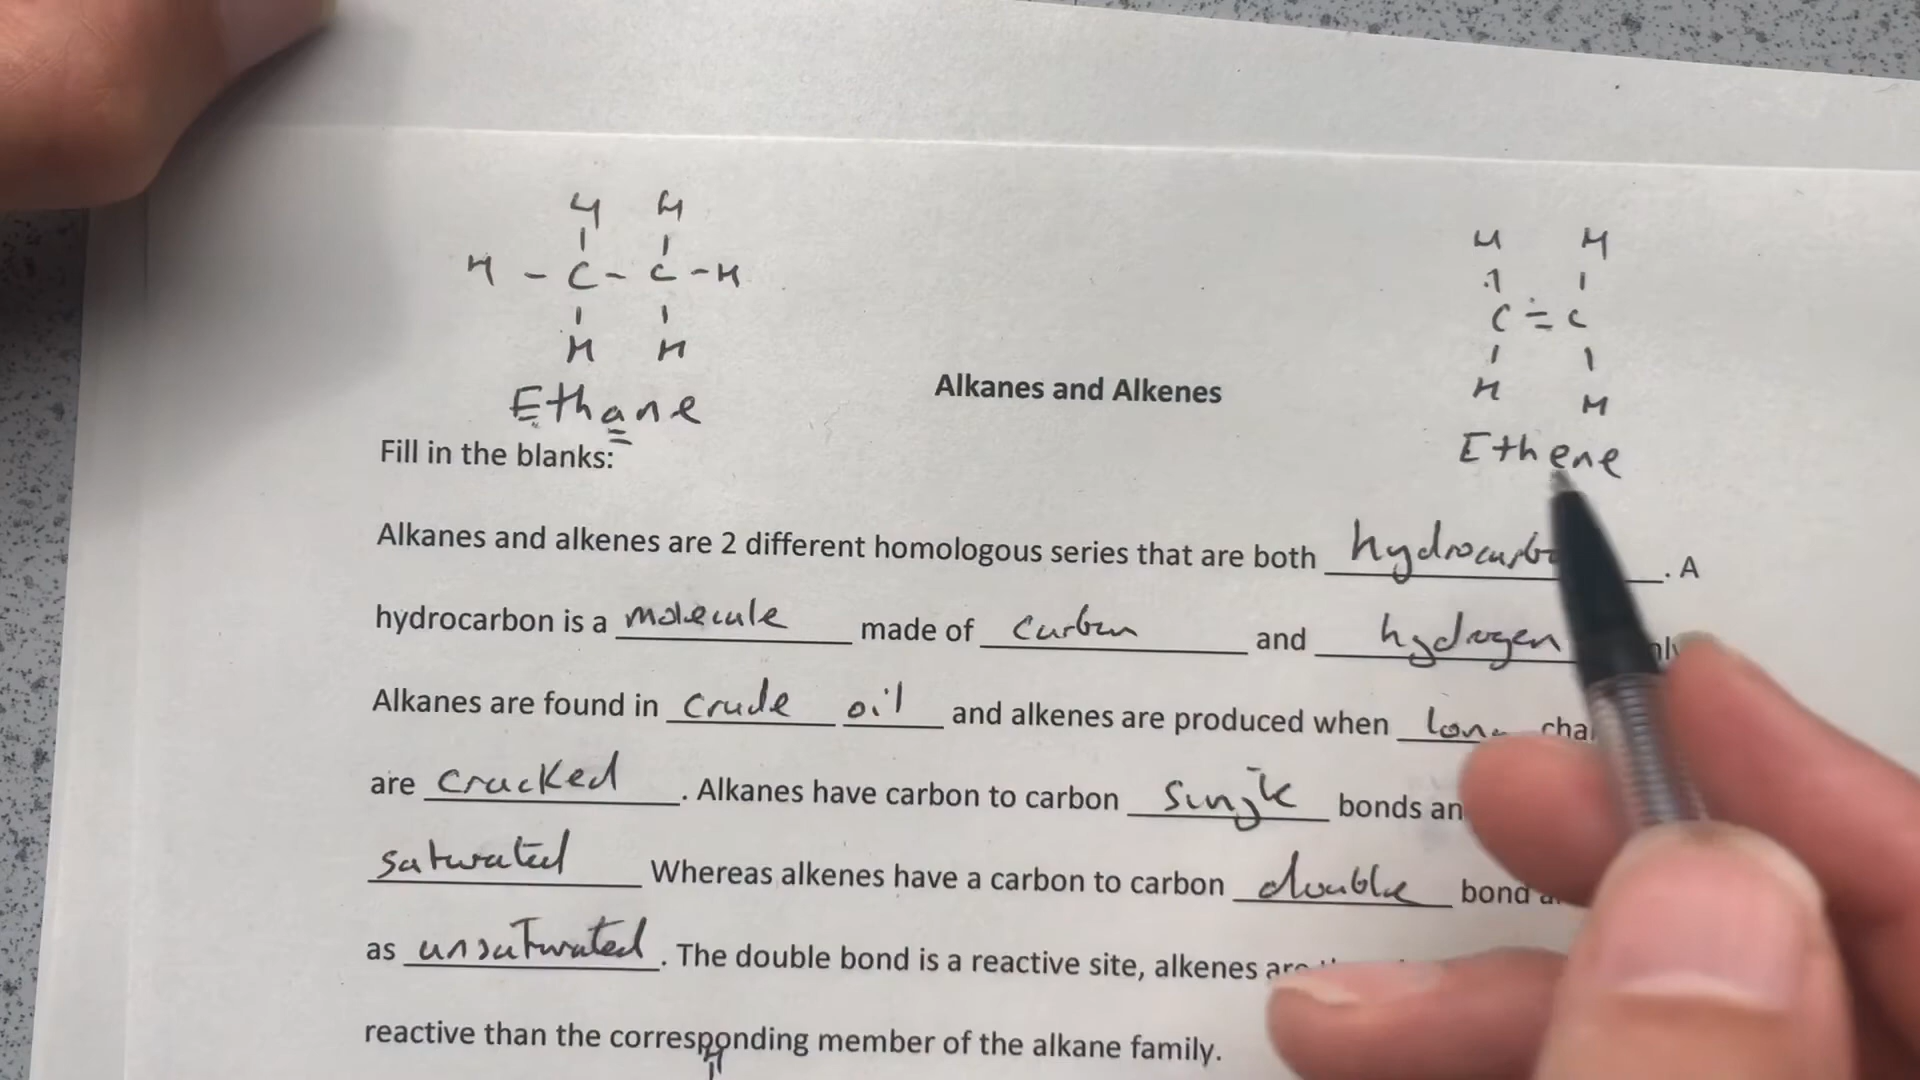 H H H H
H - C - C - H
C = C
H H H H
Ethane
Alkanes and Alkenes
Ethene
Fill in the blanks:
Alkanes and alkenes are 2 different homologous series that are both . A
hydrocarbon is a molecule made of carbon and hydrogen
Alkanes are found in crude oil and alkenes are produced when
are cracked. Alkanes have carbon to carbon single bonds
saturated Whereas alkenes have a carbon to carbon double bond
as unsaturated. The double bond is a reactive site, alkenes
reactive than the corresponding member of the alkane family.